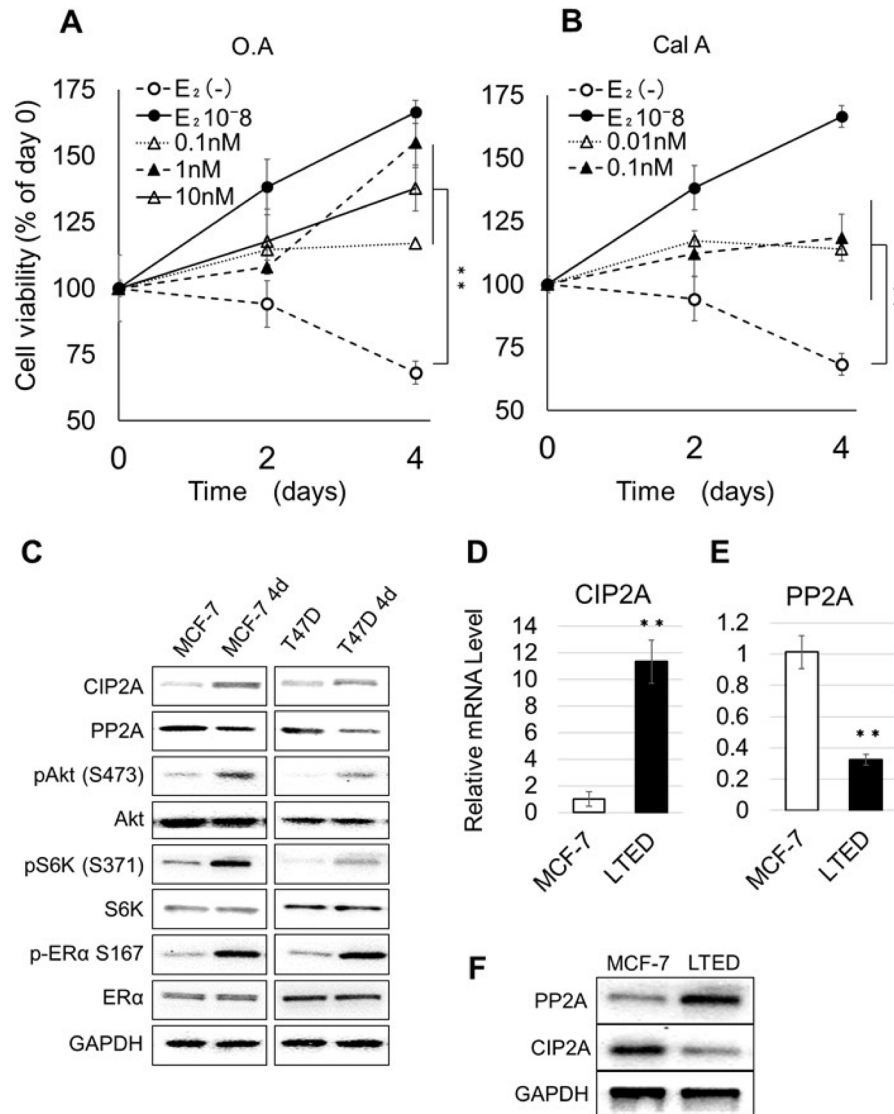 A
O.A
Cell viability (% of day 0)
175
150
125
100
75
50
E₂ (-)
E₂ 10⁻⁸
0.1nM
1nM
10nM
**
0
2
4
Time (days)
B
Cal A
175
150
125
100
75
50
E₂ (-)
E₂ 10⁻⁸
0.01nM
0.1nM
0
2
4
Time (days)
C
MCF-7
MCF-7 4d
T47D
T47D 4d
CIP2A
PP2A
pAkt (S473)
Akt
pS6K (S371)
S6K
p-ERα S167
ERα
GAPDH
D
CIP2A
Relative mRNA Level
14
12
10
8
6
4
2
0
**
MCF-7
LTED
E
PP2A
1.2
1
0.8
0.6
0.4
0.2
0
**
MCF-7
LTED
F
MCF-7 LTED
PP2A
CIP2A
GAPDH